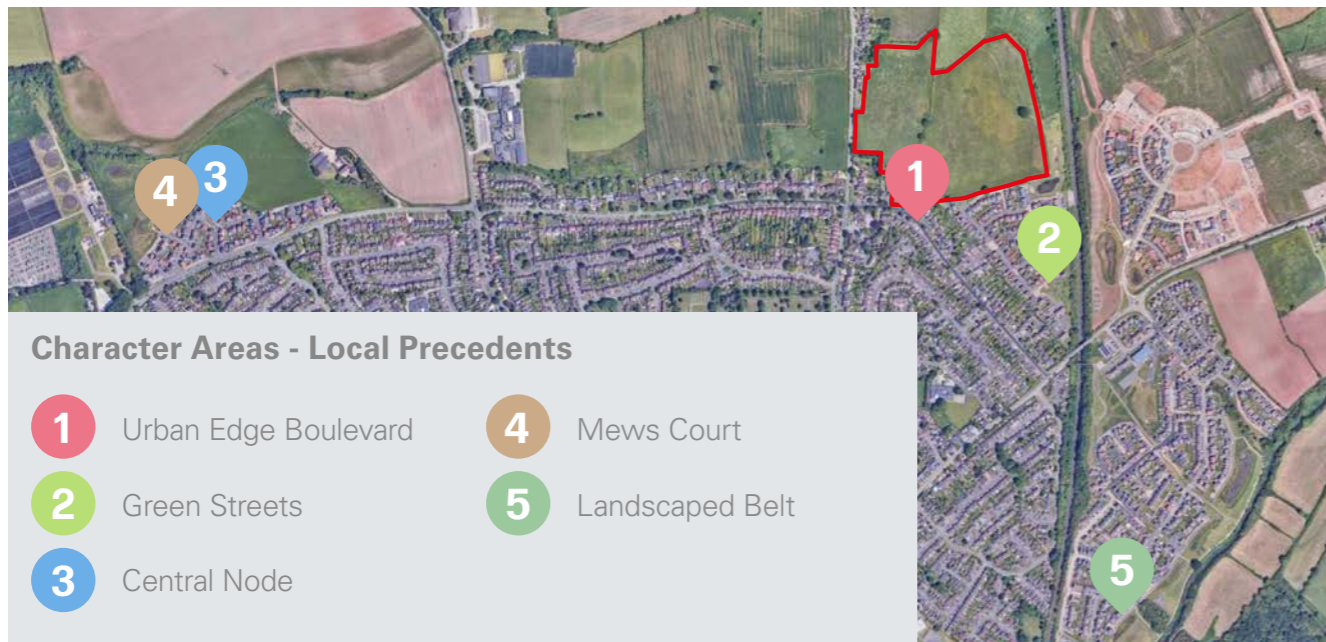 4
3
1
2
5
Character Areas - Local Precedents
1 Urban Edge Boulevard
2 Green Streets
3 Central Node
4 Mews Court
5 Landscaped Belt